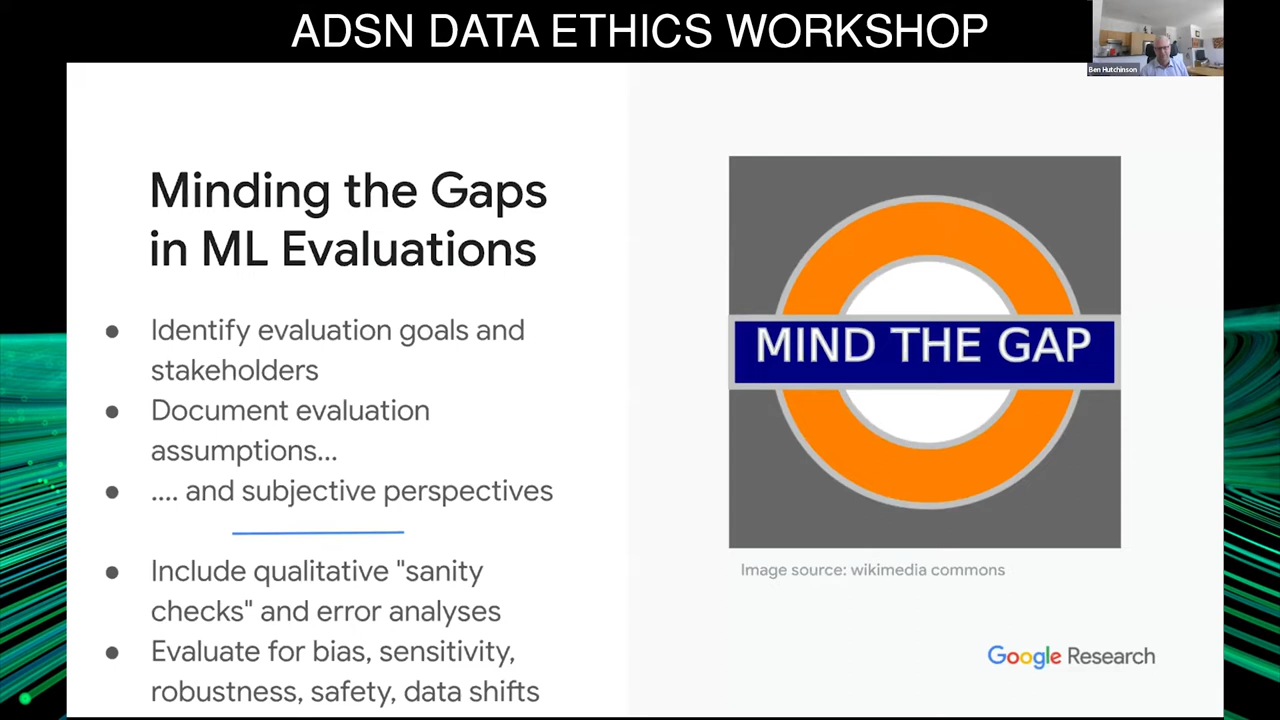 ADSN DATA ETHICS WORKSHOP
Ben Hutchinson
Minding the Gaps
in ML Evaluations
● Identify evaluation goals and
stakeholders
● Document evaluation
assumptions...
● .... and subjective perspectives
● Include qualitative "sanity
checks" and error analyses
● Evaluate for bias, sensitivity,
robustness, safety, data shifts
MIND THE GAP
Image source: wikimedia commons
Google Research